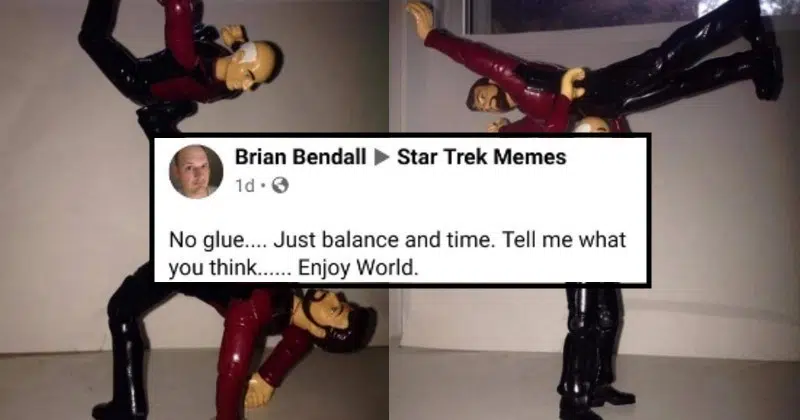 Brian Bendall ▶ Star Trek Memes
1d ·
No glue.... Just balance and time. Tell me what
you think...... Enjoy World.